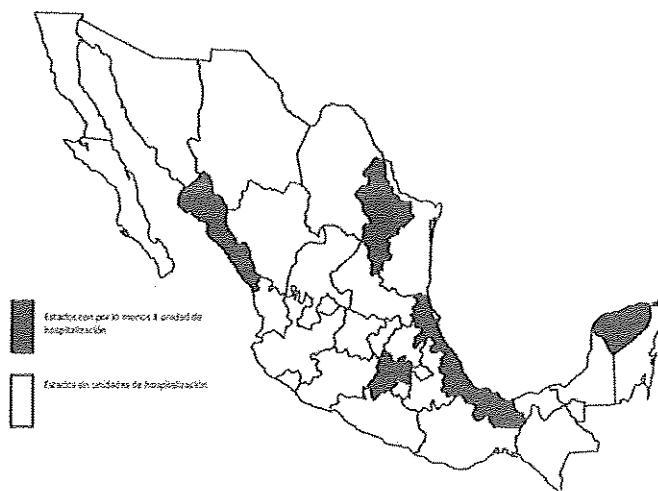 Estados con por lo menos 1 unidad de
hospitalización
Estados sin unidades de hospitalización